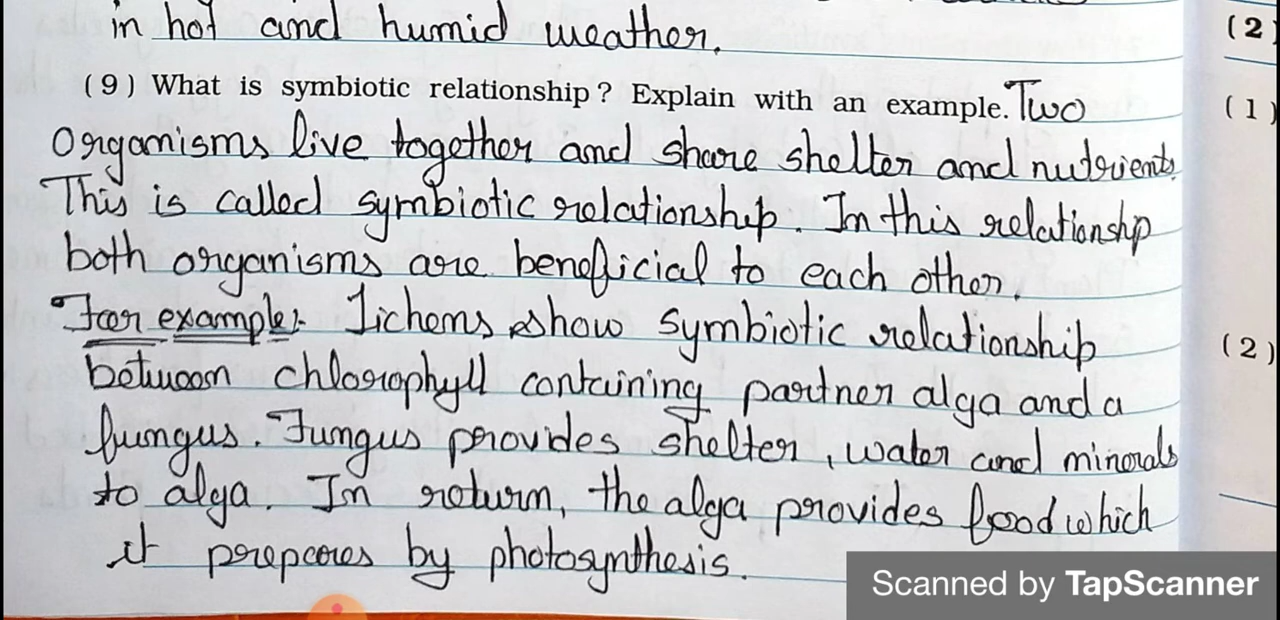 in hot and humid weather.
(2)
(9) What is symbiotic relationship? Explain with an example. Two
(1)
organisms live together and share shelter and nutrients.
This is called symbiotic relationship. In this relationship
both organisms are beneficial to each other.
For example:- Lichens show symbiotic relationship
(2)
between chlorophyll containing partner alga and a
fungus. Fungus provides shelter, water and minerals
to alga. In return, the alga provides food which
it prepares by photosynthesis.
Scanned by TapScanner